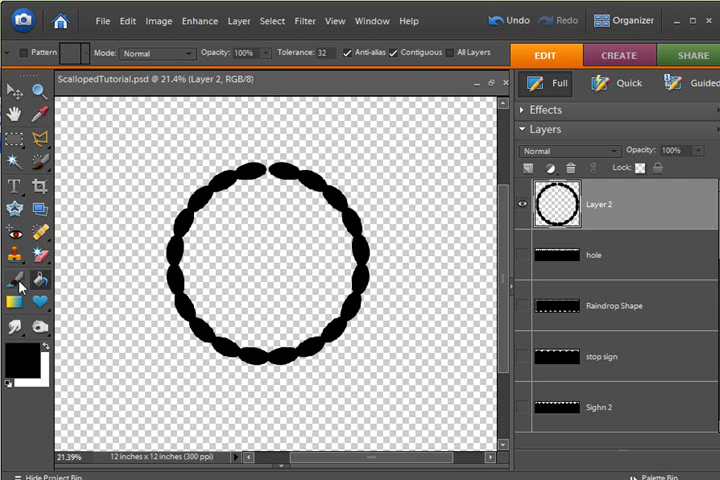 File Edit Image Enhance Layer Select Filter View Window Help Undo Redo Organizer
Pattern Mode: Normal Opacity: 100% Tolerance: 32 Anti-alias Contiguous All Layers EDIT CREATE SHARE
ScallopedTutorial.psd @ 21.4% (Layer 2, RGB/8)
Full Quick Guided
Effects
Layers
Normal Opacity: 100%
Lock:
Layer 2
hole
Raindrop Shape
stop sign
Sighn 2
21.39% 12 inches x 12 inches (300 ppi)
Hide Project Bin Palette Bin